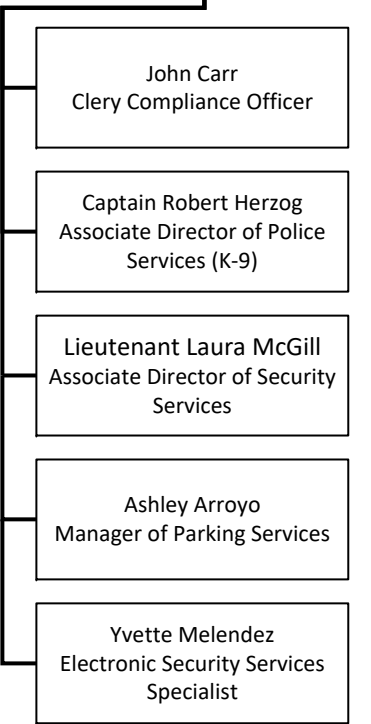 John Carr
Clery Compliance Officer
Captain Robert Herzog
Associate Director of Police
Services (K-9)
Lieutenant Laura McGill
Associate Director of Security
Services
Ashley Arroyo
Manager of Parking Services
Yvette Melendez
Electronic Security Services
Specialist